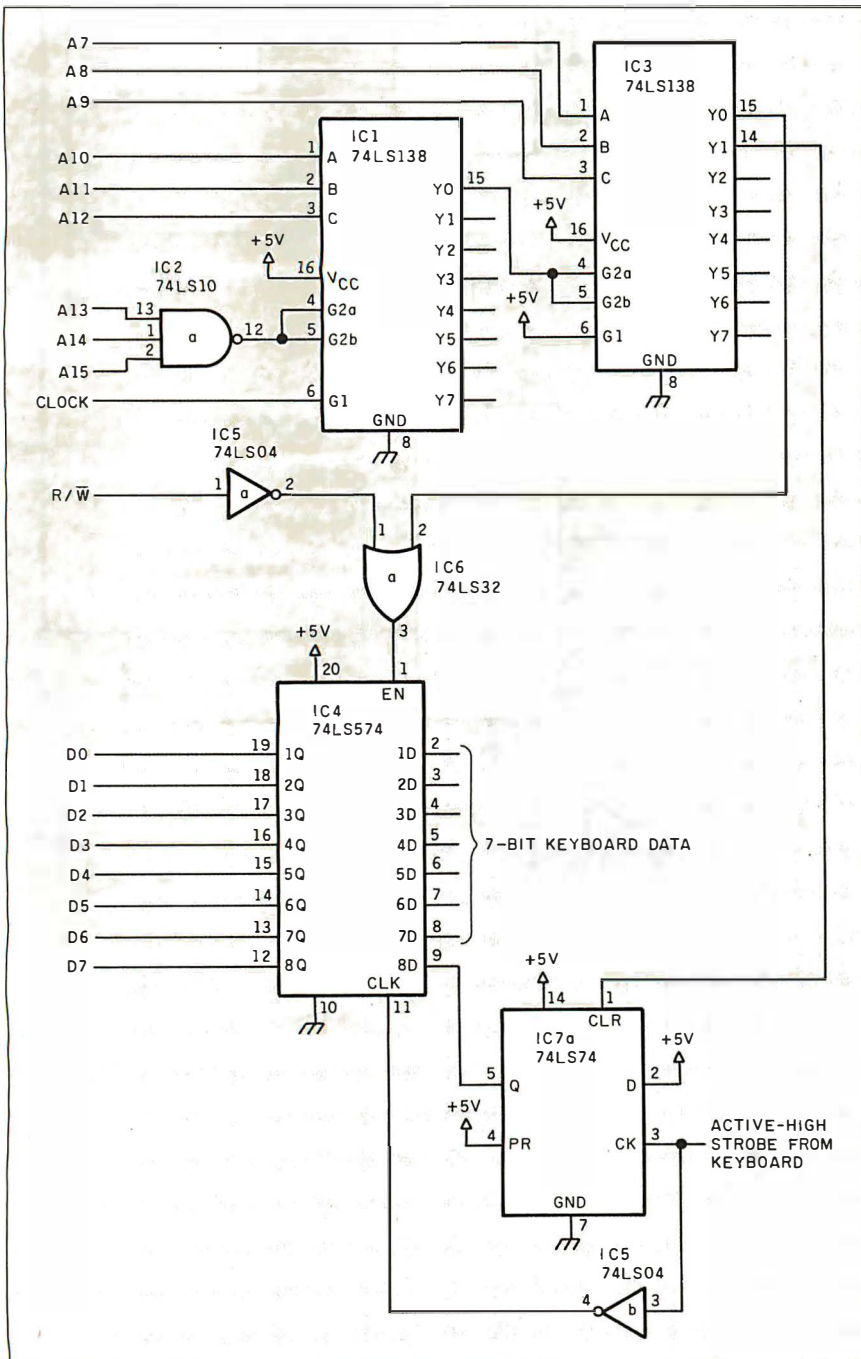 A7
A8
A9
IC3
74LS138
1 A
2 B
3 C
Y0 15
Y1 14
Y2
Y3
Y4
Y5
Y6
Y7
+5V
16 VCC
4 G2a
5 G2b
+5V
6 G1
GND
8
A10
A11
A12
IC1
74LS138
1 A
2 B
3 C
Y0 15
Y1
Y2
Y3
Y4
Y5
Y6
Y7
+5V
16 VCC
4 G2a
5 G2b
6 G1
GND
8
IC2
74LS10
A13 13
A14 1
A15 2
a
12
CLOCK
IC5
74LS04
R/W̅ 1 a 2
1 2
a
IC6
74LS32
3
+5V
20
1
EN
IC4
74LS574
D0 19 1Q 1D 2
D1 18 2Q 2D 3
D2 17 3Q 3D 4
D3 16 4Q 4D 5
D4 15 5Q 5D 6
D5 14 6Q 6D 7
D6 13 7Q 7D 8
D7 12 8Q 8D 9
7-BIT KEYBOARD DATA
CLK
10 11
+5V
14 1
CLR
IC7a
74LS74
5 Q
D 2
+5V
+5V
4 PR
CK 3
ACTIVE-HIGH
STROBE FROM
KEYBOARD
GND
7
IC5
74LS04
4 b 3